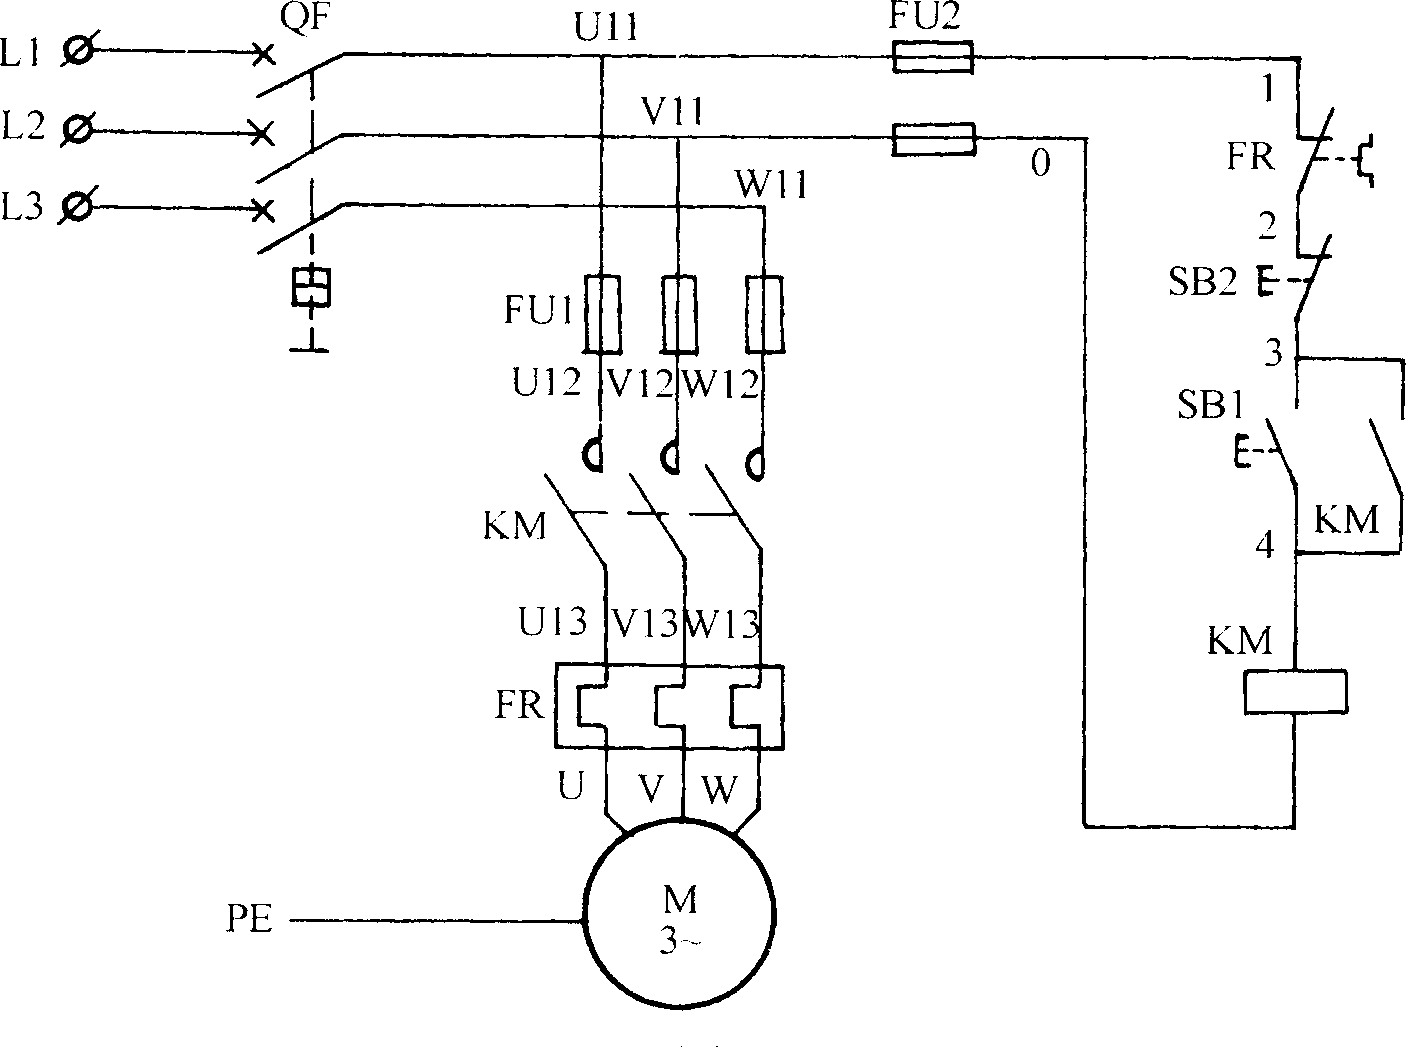 QF
U11
FU2
L1
1
V11
L2
0
FR
W11
L3
2
SB2
FU1
3
U12 V12 W12
SB1
KM
KM
4
U13 V13 W13
KM
FR
U V W
M
3~
PE